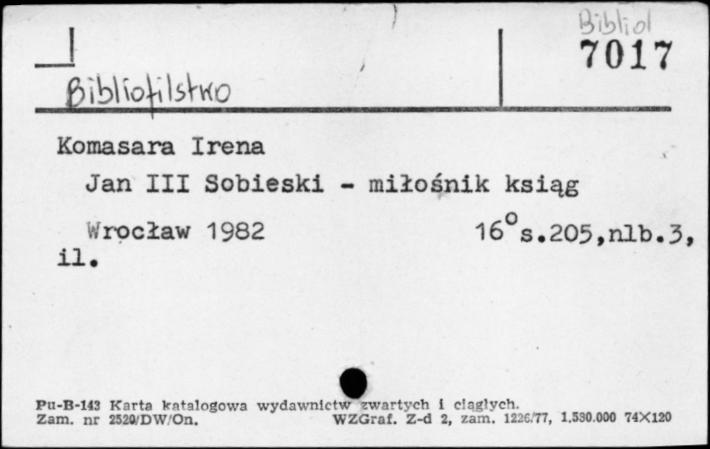 Bibliol
7017
Bibliofilstwo
Komasara Irena
Jan III Sobieski - miłośnik ksiąg
Wrocław 1982 16° s.205,nlb.3,
il.
Pu-B-143 Karta katalogowa wydawnictw zwartych i ciągłych.
Zam. nr 2520/DW/On. WZGraf. Z-d 2, zam. 1226/77, 1.530.000 74X120